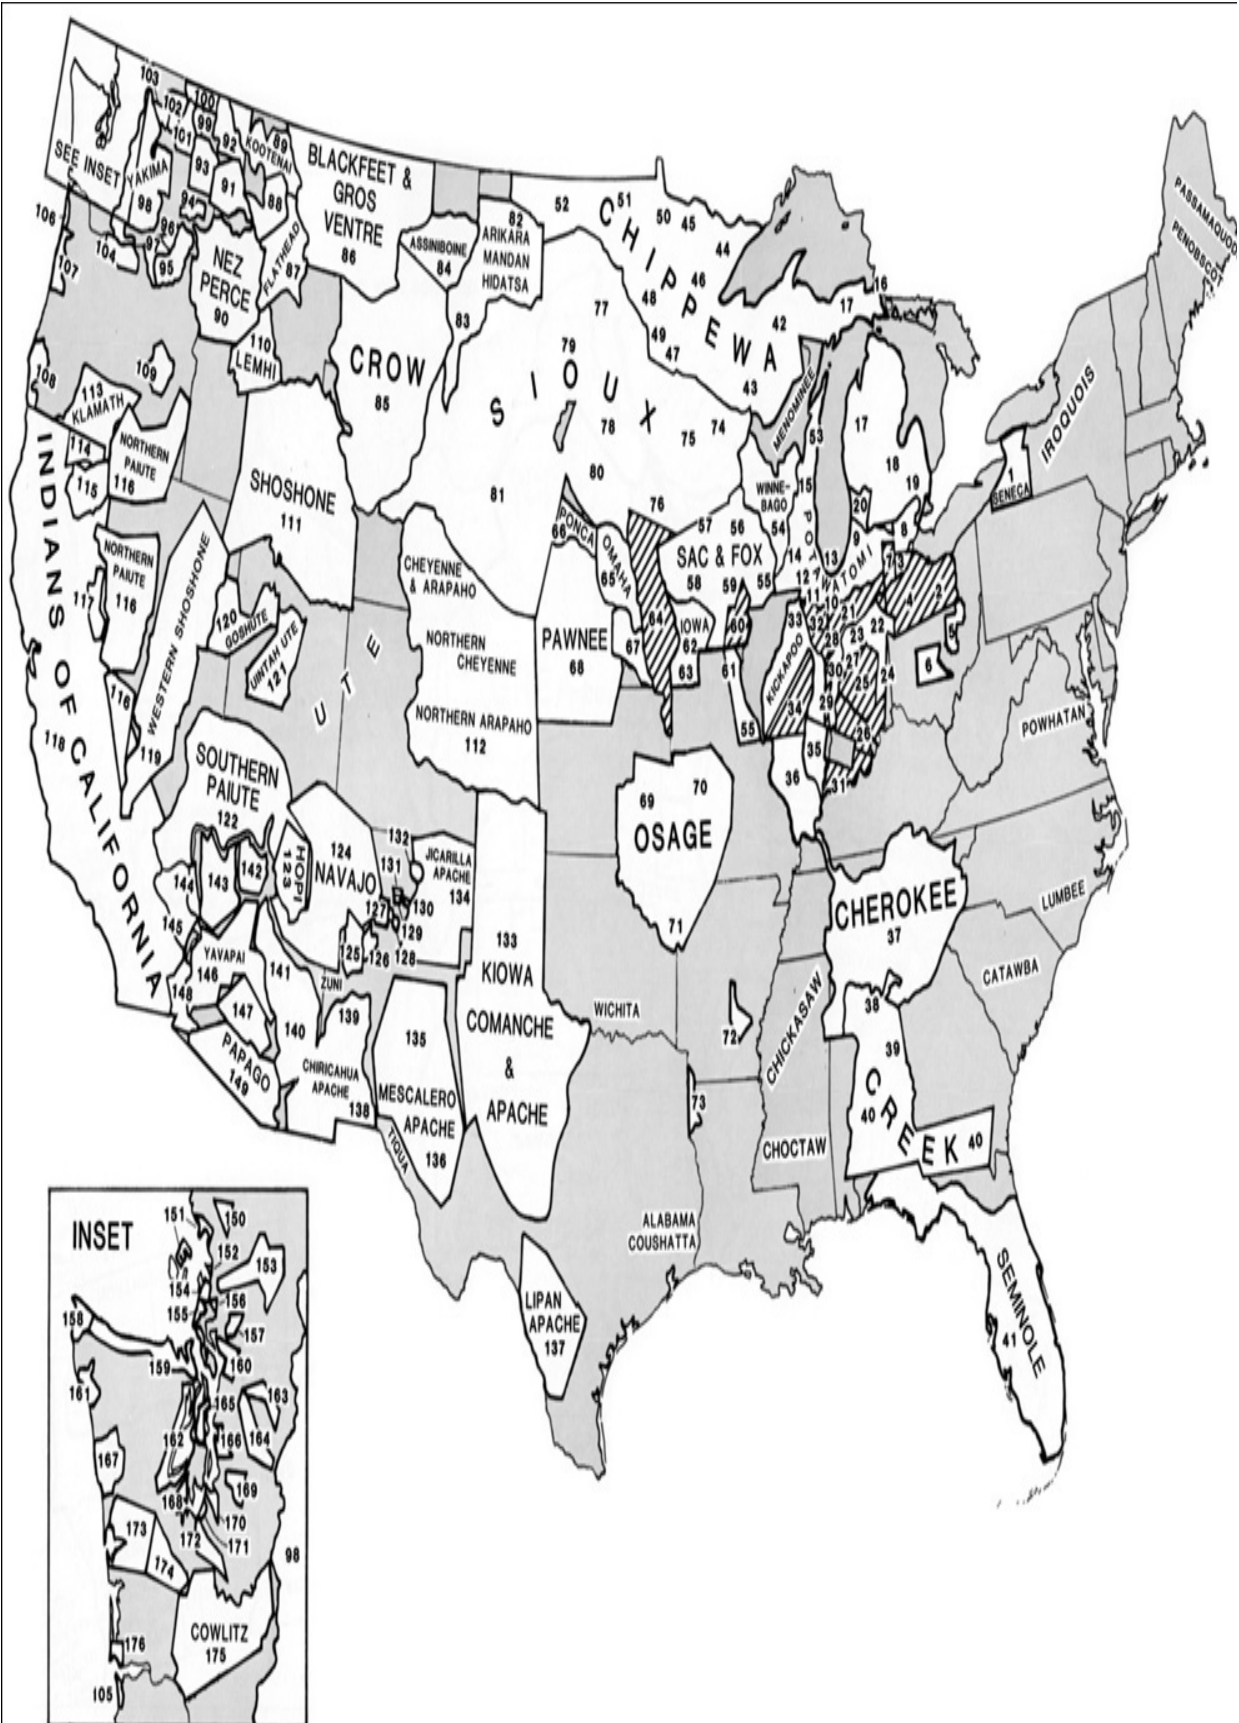 103
100
102
99
101
92
89
KOOTENAI
SEE INSET
YAKIMA
98
93
91
88
94
96
97
106
107
104
95
NEZ
PERCE
90
FLATHEAD
87
BLACKFEET &
GROS
VENTRE
86
ASSINIBOINE
84
82
ARIKARA
MANDAN
HIDATSA
83
52
51
50
45
44
CHIPPEWA
46
48
49
47
42
43
16
17
PASSAMAQUODD
PENOBSCOT
110
LEMHI
109
108
113
KLAMATH
114
115
NORTHERN
PAIUTE
116
CROW
85
77
79
SIOUX
78
75
74
80
81
76
MENOMINEE
53
17
18
19
20
IROQUOIS
1
SENECA
SHOSHONE
111
WINNE-
BAGO
15
54
POTAWATOMI
14
13
12
11
10
9
8
7
3
4
2
5
6
57
56
SAC & FOX
58
59
55
PONCA
66
OMAHA
65
64
IOWA
62
60
63
61
55
67
PAWNEE
68
33
32
21
22
23
28
27
30
25
24
29
26
31
KICKAPOO
34
35
36
INDIANS OF CALIFORNIA
118
NORTHERN
PAIUTE
116
117
116
WESTERN SHOSHONE
119
120
GOSHUTE
UINTAH UTE
121
UTE
CHEYENNE
& ARAPAHO
NORTHERN
CHEYENNE
NORTHERN ARAPAHO
112
POWHATAN
SOUTHERN
PAIUTE
122
HOPI
123
124
NAVAJO
132
131
JICARILLA
APACHE
134
130
127
129
128
125
126
ZUNI
142
143
144
145
YAVAPAI
146
148
147
141
140
139
PAPAGO
149
CHIRICAHUA
APACHE
138
135
MESCALERO
APACHE
136
TIQUA
133
KIOWA
COMANCHE
&
APACHE
69
70
OSAGE
71
WICHITA
72
73
CHEROKEE
37
LUMBEE
CATAWBA
CHICKASAW
38
39
CREEK
40
40
CHOCTAW
ALABAMA
COUSHATTA
LIPAN
APACHE
137
SEMINOLE
41
INSET
151
150
152
153
154
155
156
157
158
159
160
161
163
165
162
166
164
167
169
168
170
173
172
171
174
98
COWLITZ
175
176
105